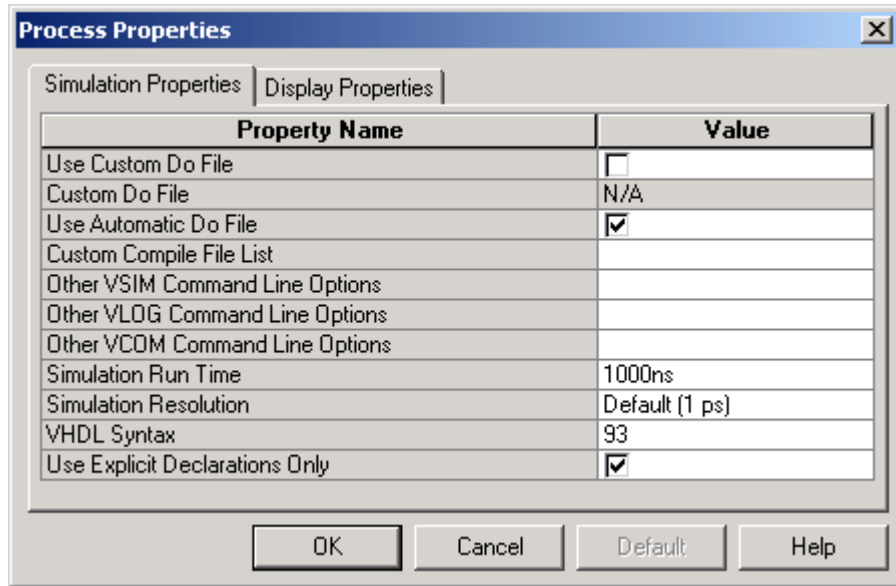 Process Properties
Simulation Properties Display Properties
Property Name Value
Use Custom Do File
Custom Do File N/A
Use Automatic Do File
Custom Compile File List
Other VSIM Command Line Options
Other VLOG Command Line Options
Other VCOM Command Line Options
Simulation Run Time 1000ns
Simulation Resolution Default (1 ps)
VHDL Syntax 93
Use Explicit Declarations Only
OK Cancel Default Help